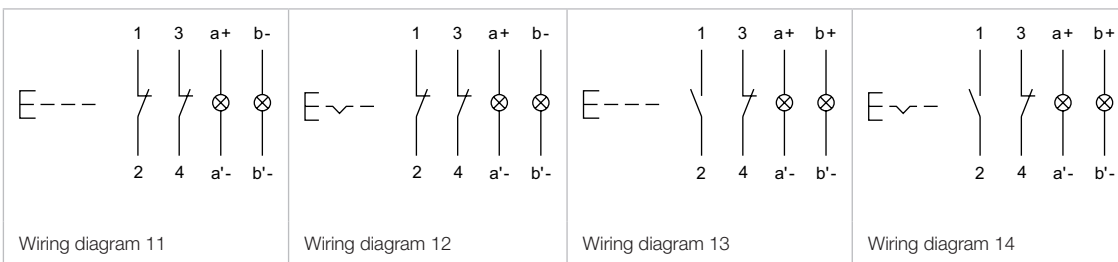 1 3 a+ b-
2 4 a'- b'-
Wiring diagram 11
1 3 a+ b-
2 4 a'- b'-
Wiring diagram 12
1 3 a+ b+
2 4 a'- b'-
Wiring diagram 13
1 3 a+ b+
2 4 a'- b'-
Wiring diagram 14